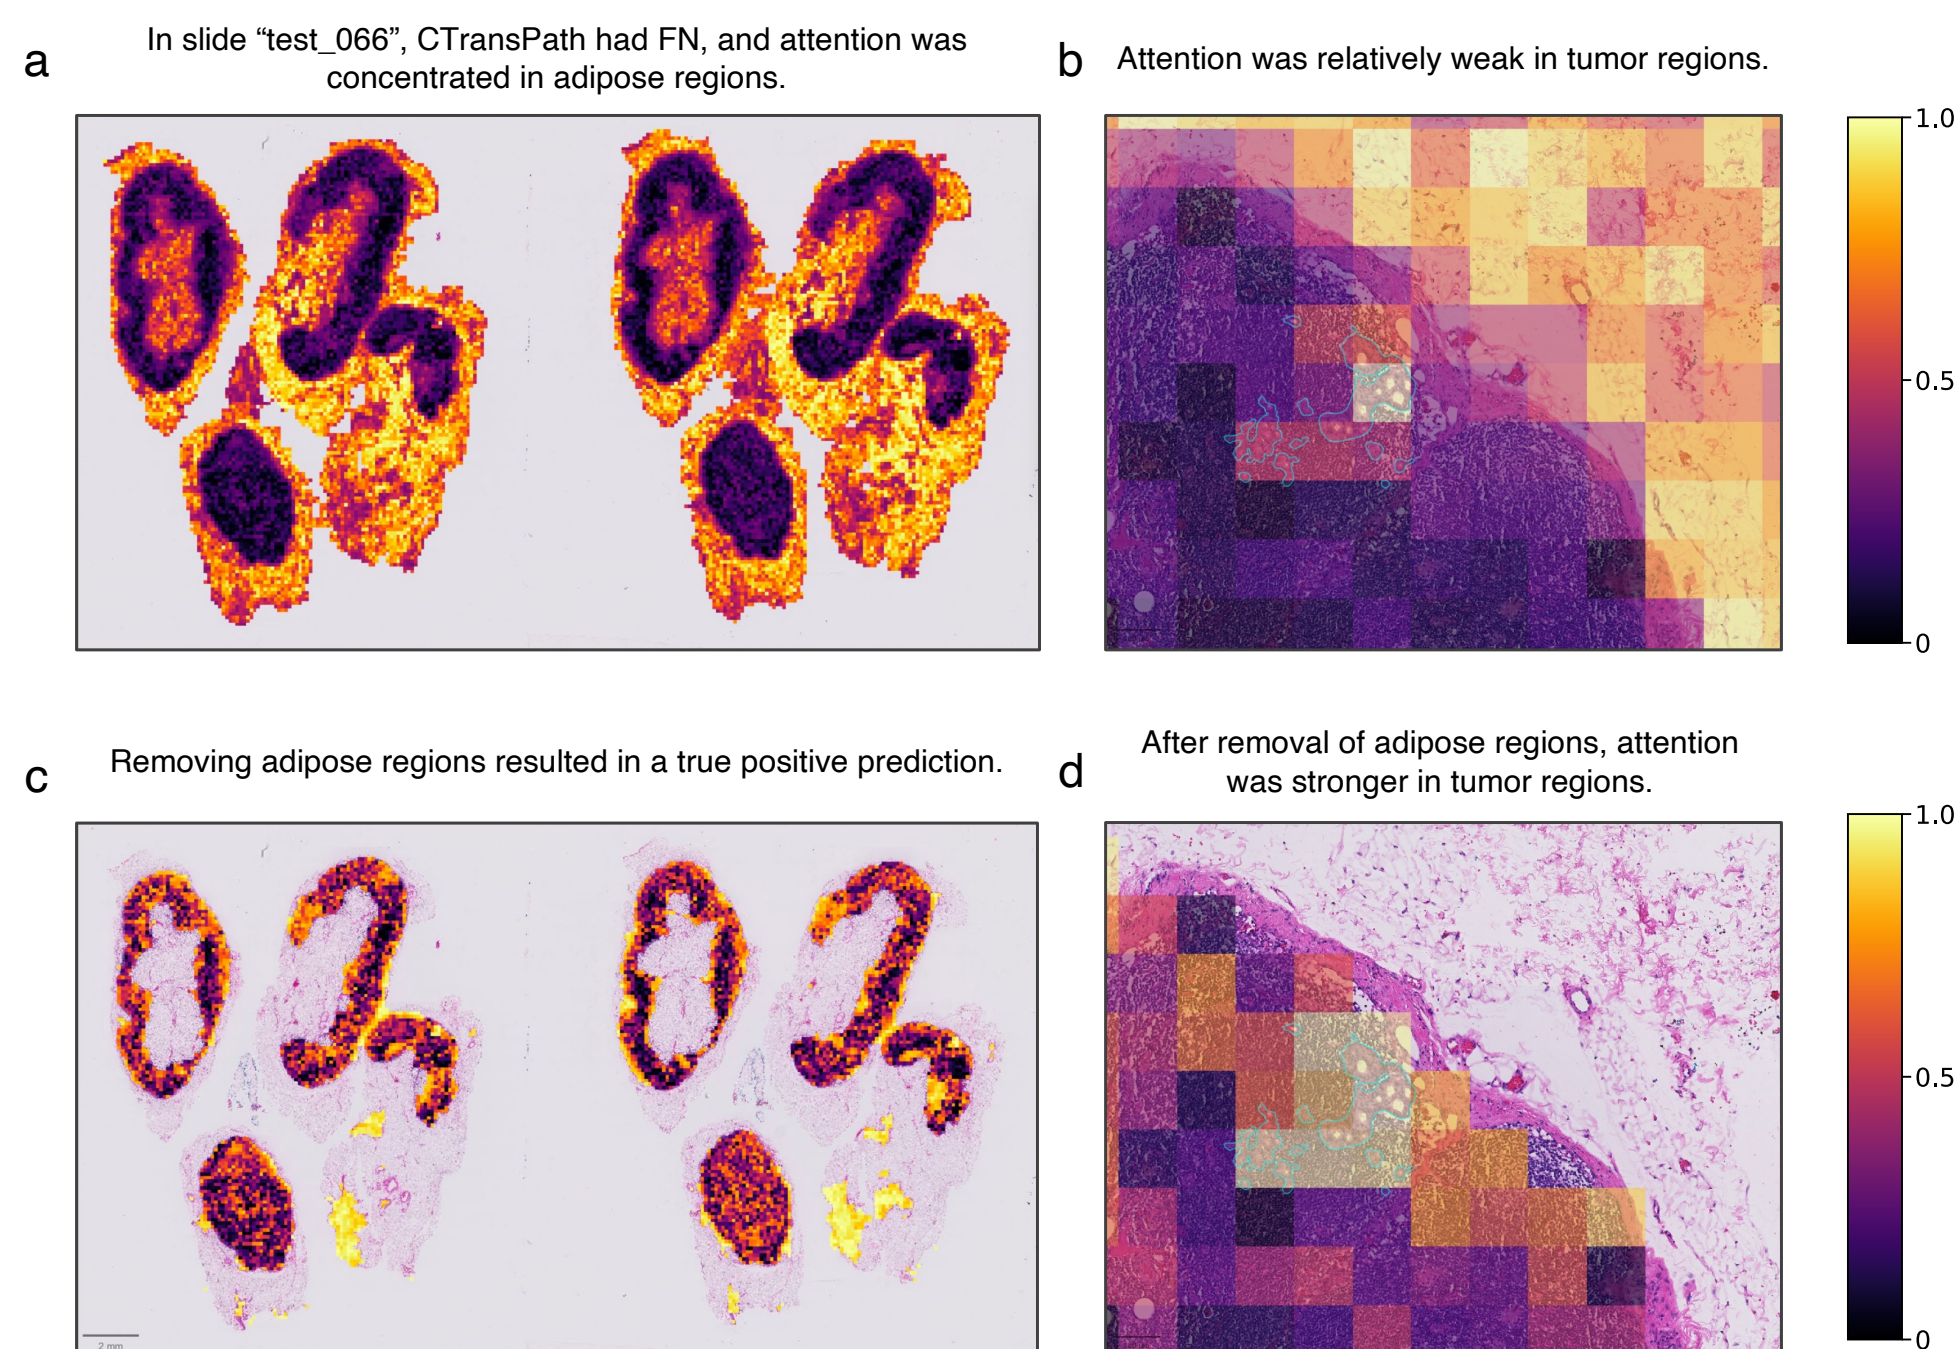 a
In slide “test_066”, CTransPath had FN, and attention was
concentrated in adipose regions.
b
Attention was relatively weak in tumor regions.
1.0
0.5
0
c
Removing adipose regions resulted in a true positive prediction.
d
After removal of adipose regions, attention
was stronger in tumor regions.
1.0
0.5
0
2 mm